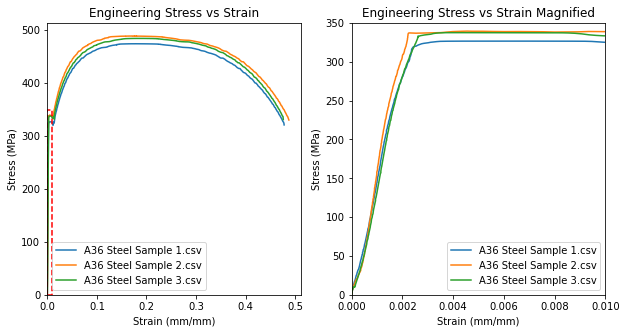 Engineering Stress vs Strain
Stress (MPa)
500
400
300
200
100
0
A36 Steel Sample 1.csv
A36 Steel Sample 2.csv
A36 Steel Sample 3.csv
0.0 0.1 0.2 0.3 0.4 0.5
Strain (mm/mm)
Engineering Stress vs Strain Magnified
Stress (MPa)
350
300
250
200
150
100
50
0
A36 Steel Sample 1.csv
A36 Steel Sample 2.csv
A36 Steel Sample 3.csv
0.000 0.002 0.004 0.006 0.008 0.010
Strain (mm/mm)